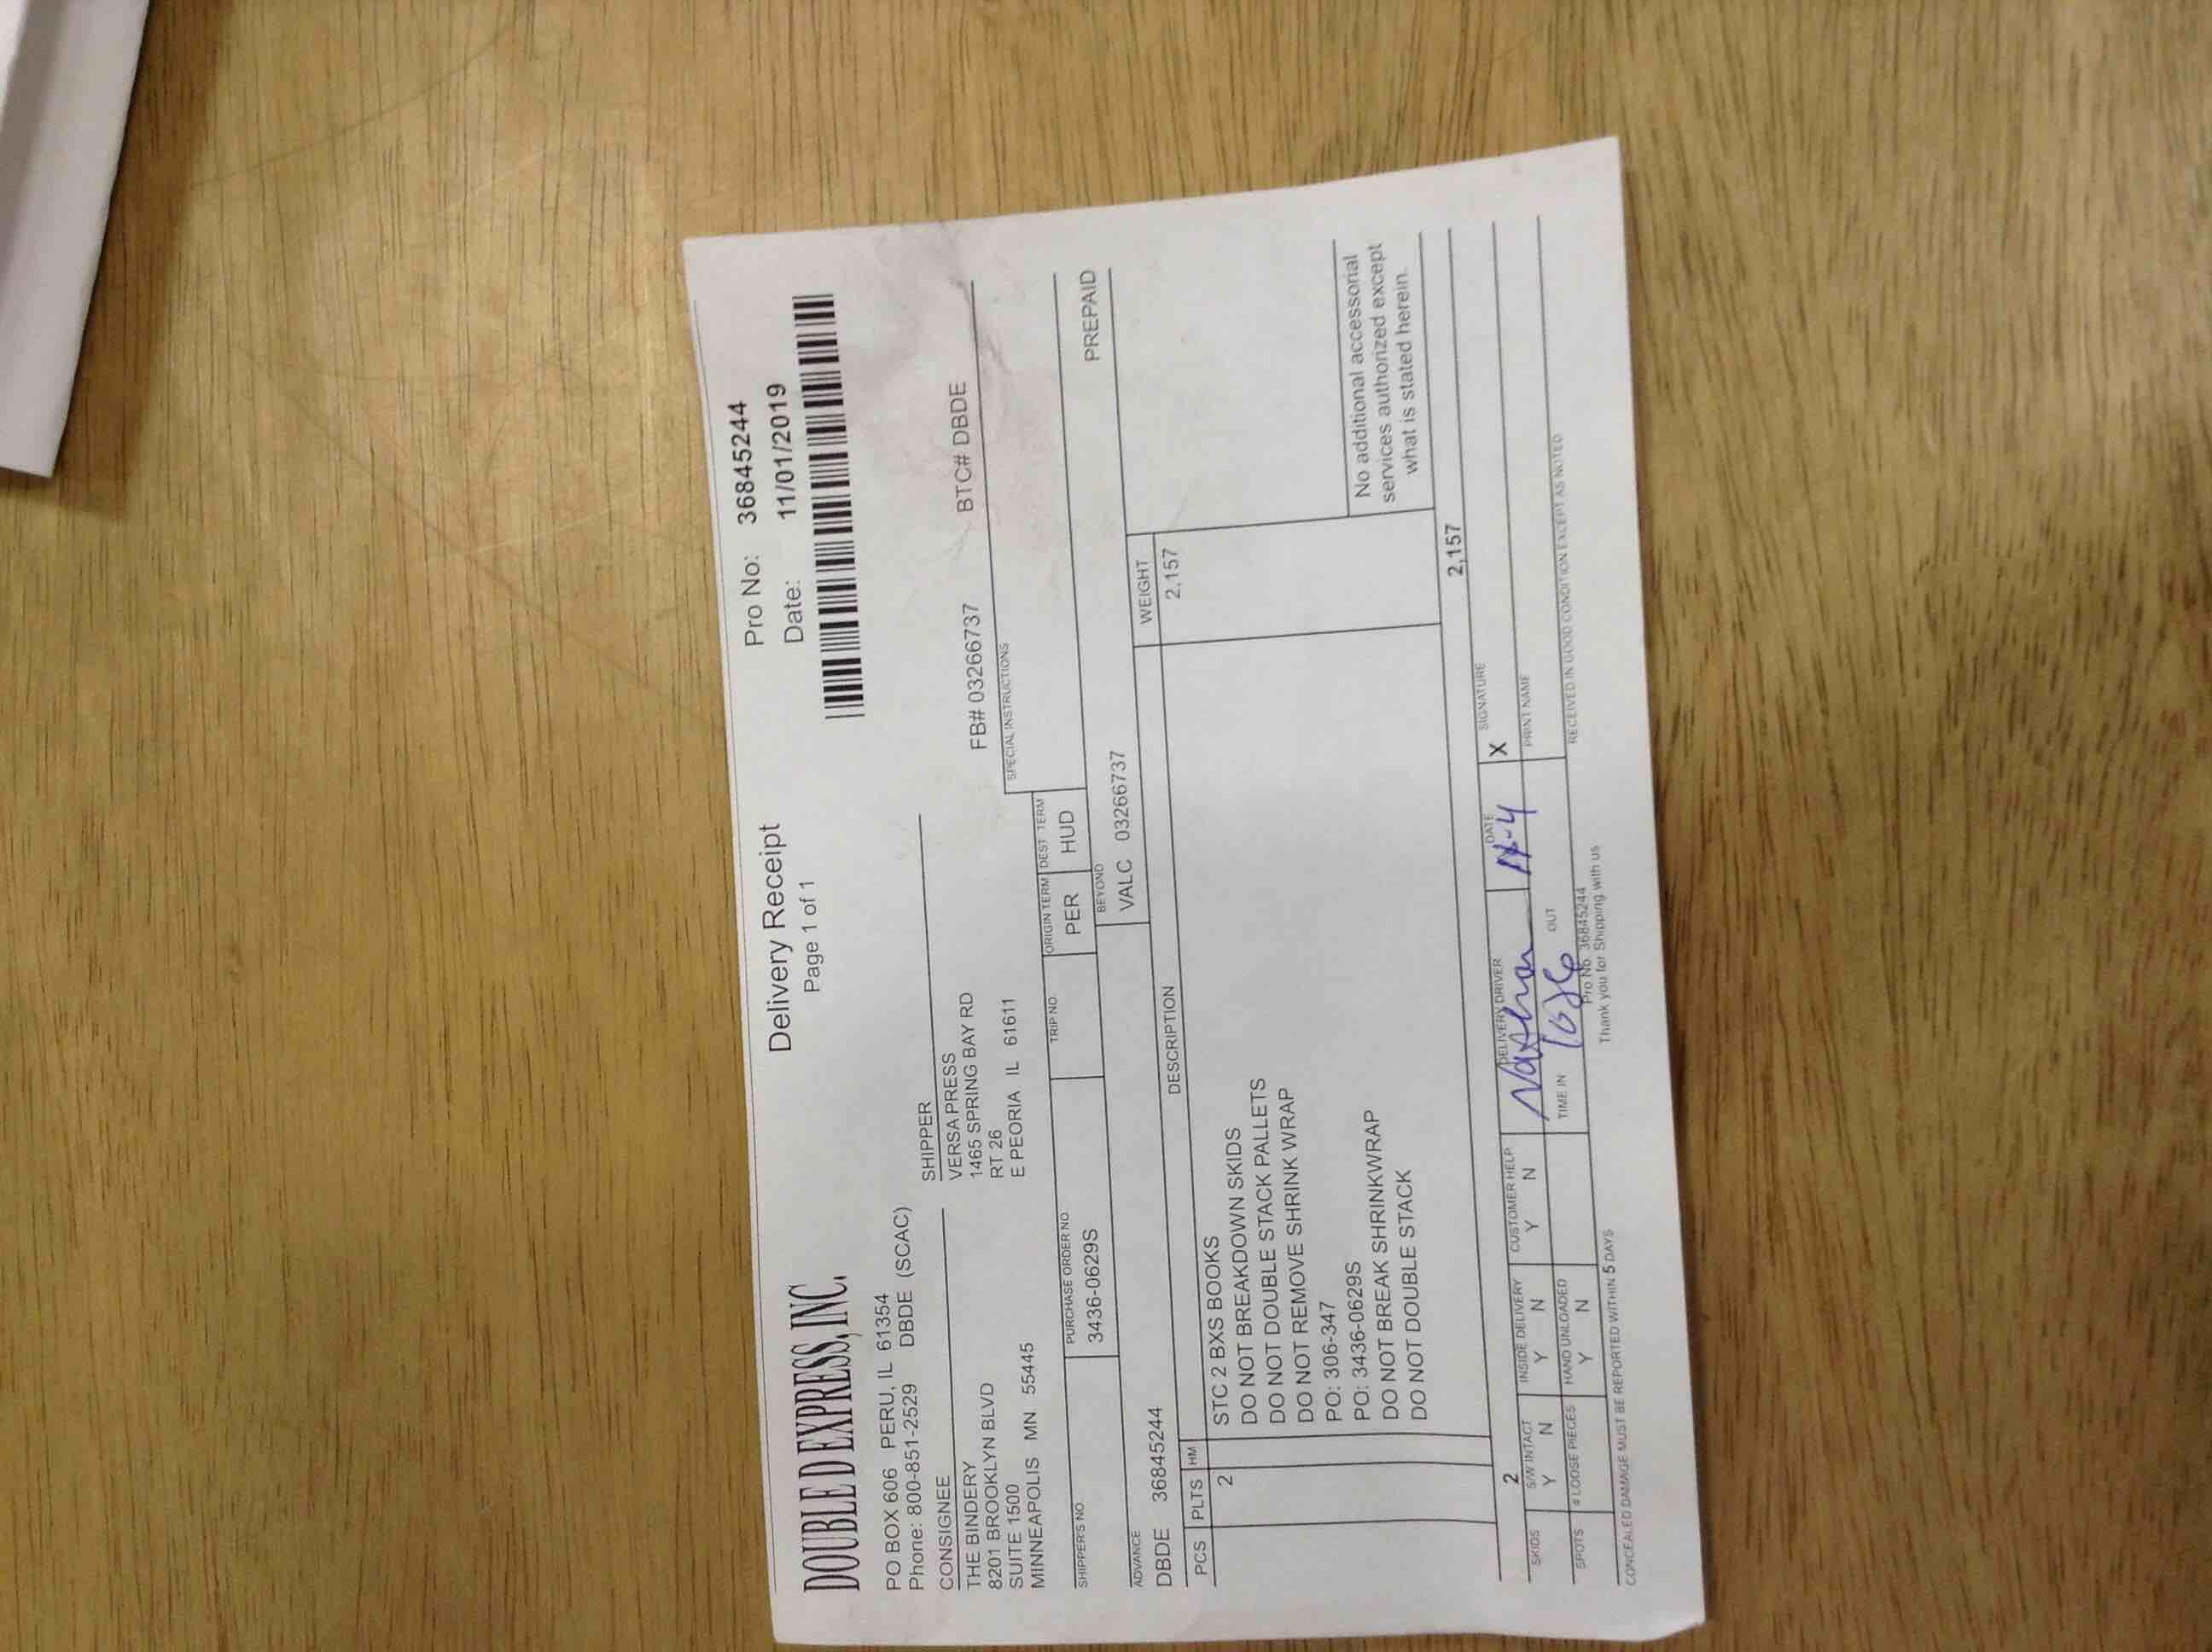 DOUBLE D EXPRESS, INC.
Delivery Receipt
Page 1 of 1
Pro No: 36845244
Date: 11/01/2019
PO BOX 606 PERU, IL 61354
Phone: 800-851-2529 DBDE (SCAC)
CONSIGNEE
THE BINDERY
8201 BROOKLYN BLVD
SUITE 1500
MINNEAPOLIS MN 55445
SHIPPER
VERSA PRESS
1465 SPRING BAY RD
RT 26
E PEORIA IL 61611
FB# 03266737 BTC# DBDE
SHIPPER'S NO
PURCHASE ORDER NO
3436-0629S
TRIP NO
ORIGIN TERM
PER
DEST TERM
HUD
SPECIAL INSTRUCTIONS
PREPAID
ADVANCE
DBDE 36845244
BEYOND
VALC 03266737
PCS PLTS HM DESCRIPTION WEIGHT
2 STC 2 BXS BOOKS 2,157
DO NOT BREAKDOWN SKIDS
DO NOT DOUBLE STACK PALLETS
DO NOT REMOVE SHRINK WRAP
PO: 306-347
PO: 3436-0629S
DO NOT BREAK SHRINKWRAP
DO NOT DOUBLE STACK
No additional accessorial
services authorized except
what is stated herein.
2 2,157
SKIDS
S/W INTACT
Y N
INSIDE DELIVERY
Y N
CUSTOMER HELP
Y N
DELIVERY DRIVER
Nathan
DATE
11-4
SIGNATURE
X
PRINT NAME
SPOTS
# LOOSE PIECES
HAND UNLOADED
Y N
TIME IN
OUT
RECEIVED IN GOOD CONDITION EXCEPT AS NOTED
CONCEALED DAMAGE MUST BE REPORTED WITHIN 5 DAYS
Pro No 36845244
Thank you for Shipping with us